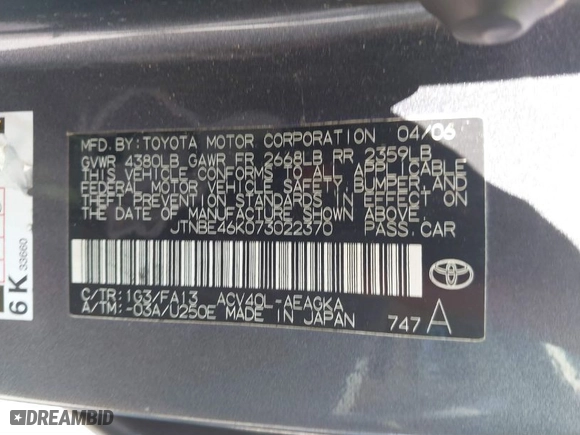 MFD. BY: TOYOTA MOTOR CORPORATION 04/06
GVWR 4380LB GAWR FR 2668LB RR 2359LB
THIS VEHICLE CONFORMS TO ALL APPLICABLE
FEDERAL MOTOR VEHICLE SAFETY, BUMPER, AND
THEFT PREVENTION STANDARDS IN EFFECT ON
THE DATE OF MANUFACTURE SHOWN ABOVE.
JTNBE46K073022370 PASS. CAR
C/TR: 1G3/FA13 ACV40L-AEAGKA
A/TM: -03A/U250E MADE IN JAPAN 747A
6K 33660
DREAMBID